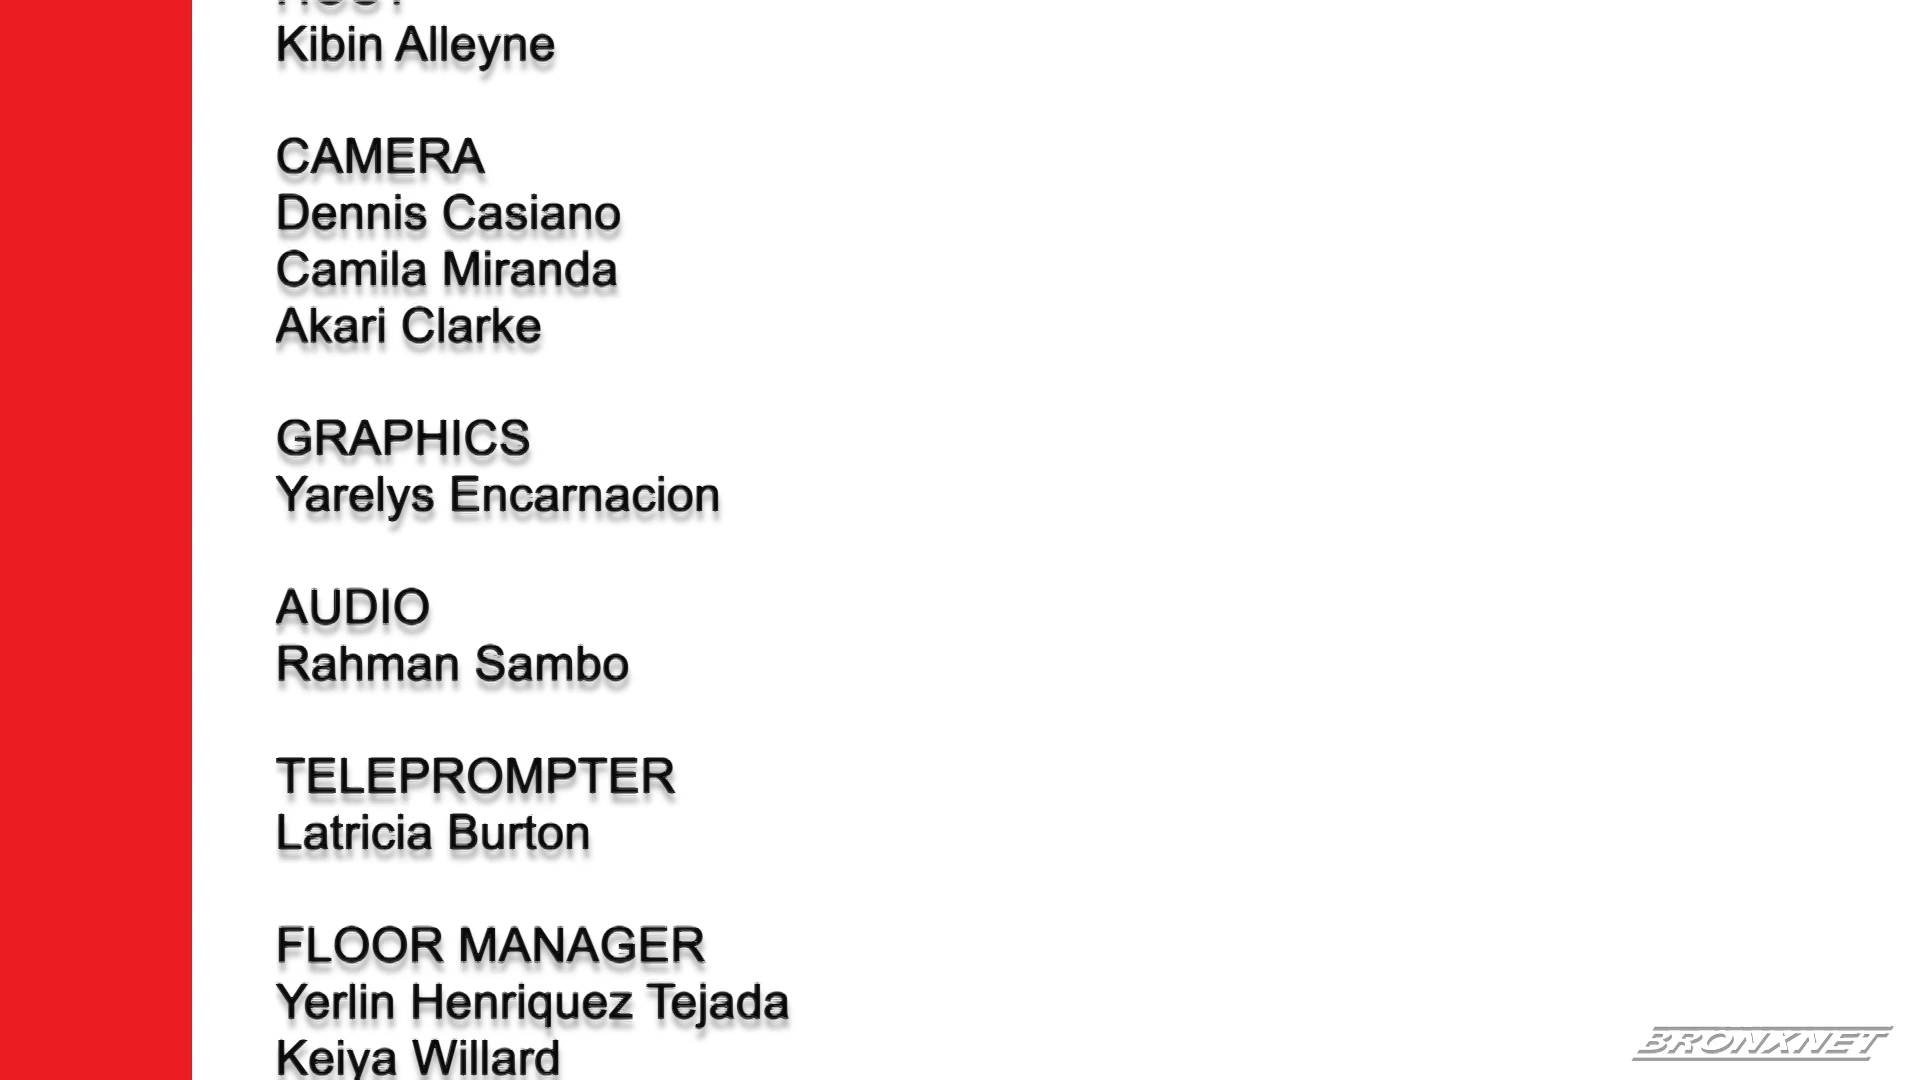 Kibin Alleyne
CAMERA
Dennis Casiano
Camila Miranda
Akari Clarke
GRAPHICS
Yarelys Encarnacion
AUDIO
Rahman Sambo
TELEPROMPTER
Latricia Burton
FLOOR MANAGER
Yerlin Henriquez Tejada
Keiya Willard
BRONXNET